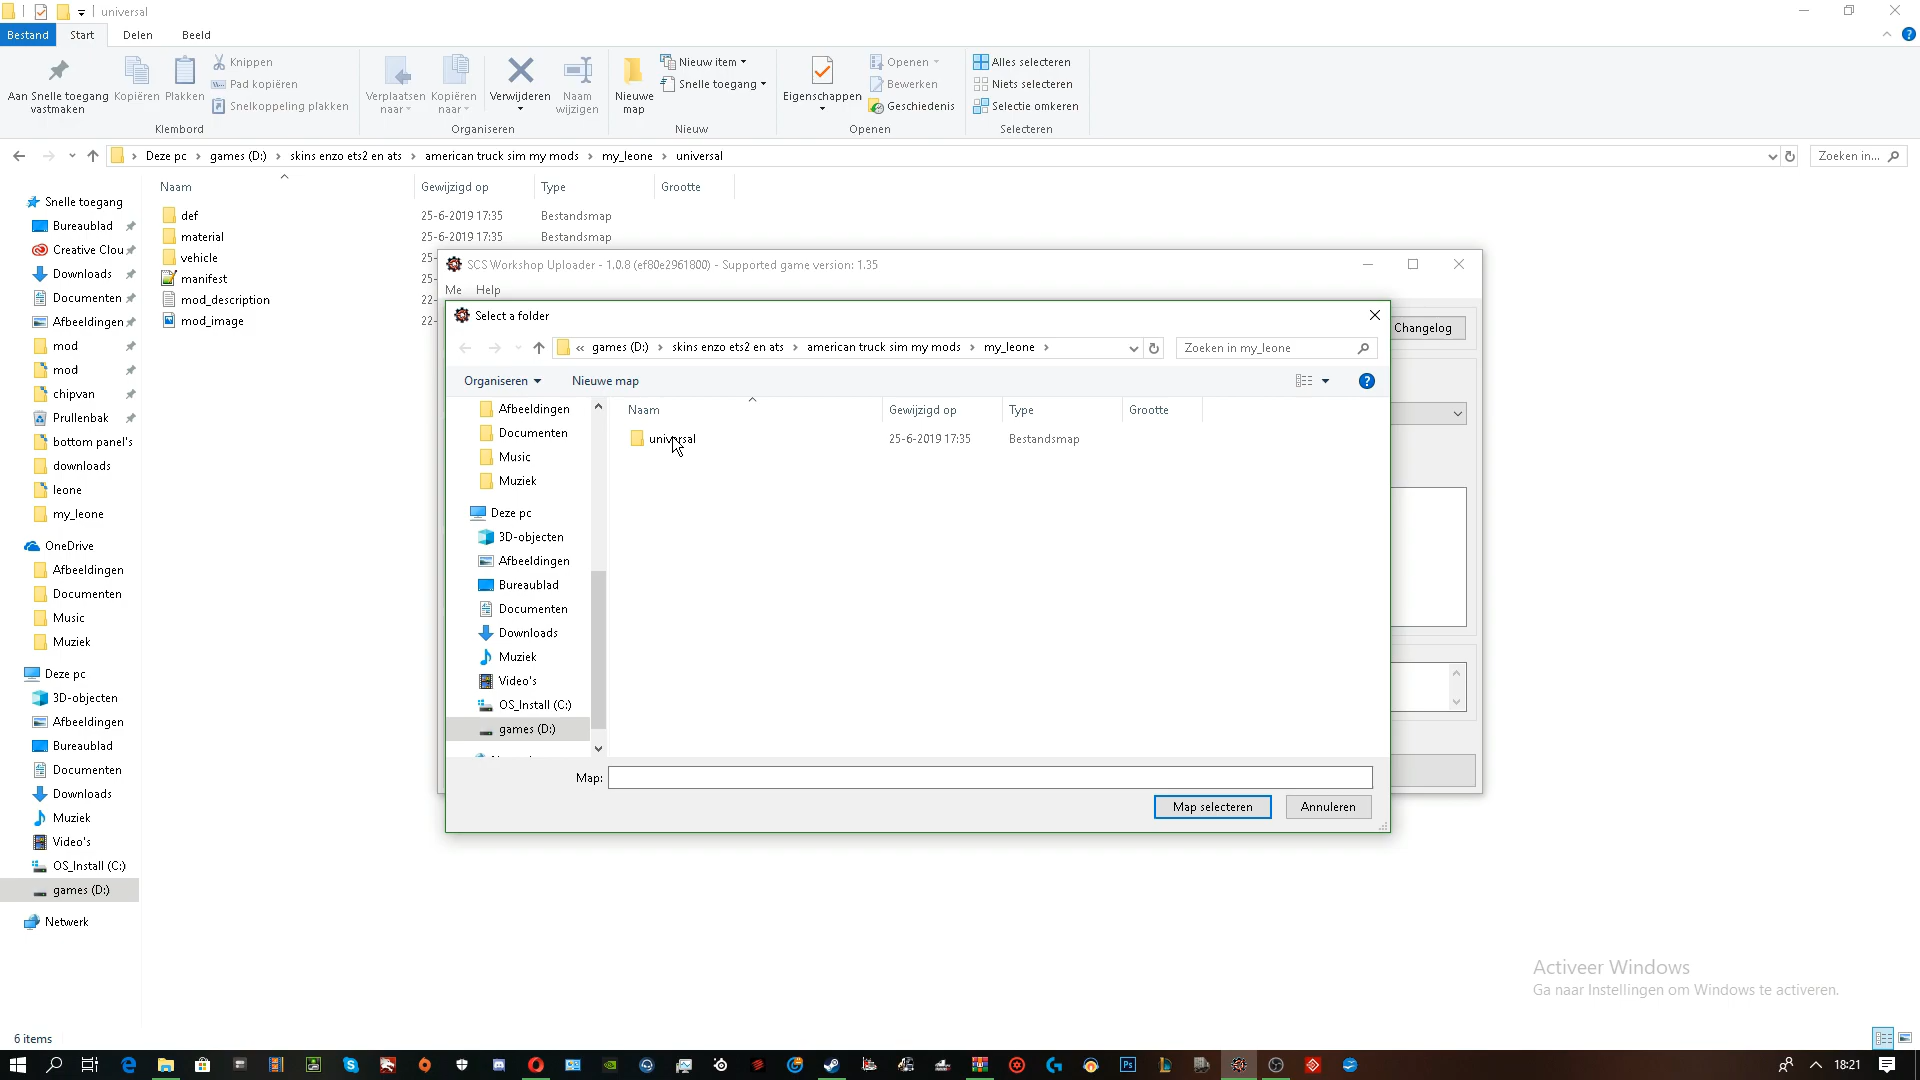 universal
Bestand Start Delen Beeld
Aan Snelle toegang vastmaken
Kopiëren
Plakken
Knippen
Pad kopiëren
Snelkoppeling plakken
Klembord
Verplaatsen naar
Kopiëren naar
Verwijderen
Naam wijzigen
Organiseren
Nieuwe map
Nieuw item
Snelle toegang
Nieuw
Eigenschappen
Openen
Bewerken
Geschiedenis
Openen
Alles selecteren
Niets selecteren
Selectie omkeren
Selecteren
Deze pc > games (D:) > skins enzo ets2 en ats > american truck sim my mods > my_leone > universal
Zoeken in...
Snelle toegang
Bureaublad
Creative Clou
Downloads
Documenten
Afbeeldingen
mod
mod
chipvan
Prullenbak
bottom panel's
downloads
leone
my_leone
OneDrive
Afbeeldingen
Documenten
Music
Muziek
Deze pc
3D-objecten
Afbeeldingen
Bureaublad
Documenten
Downloads
Muziek
Video's
OS_Install (C:)
games (D:)
Netwerk
Naam Gewijzigd op Type Grootte
def 25-6-2019 17:35 Bestandsmap
material 25-6-2019 17:35 Bestandsmap
vehicle 25-
manifest 25-
mod_description 22-
mod_image 22-
SCS Workshop Uploader - 1.0.8 (ef80e2961800) - Supported game version: 1.35
Me Help
Changelog
Select a folder
« games (D:) > skins enzo ets2 en ats > american truck sim my mods > my_leone >
Zoeken in my_leone
Organiseren Nieuwe map
Afbeeldingen
Documenten
Music
Muziek
Deze pc
3D-objecten
Afbeeldingen
Bureaublad
Documenten
Downloads
Muziek
Video's
OS_Install (C:)
games (D:)
Naam Gewijzigd op Type Grootte
universal 25-6-2019 17:35 Bestandsmap
Map:
Map selecteren Annuleren
Activeer Windows
Ga naar Instellingen om Windows te activeren.
6 items
18:21